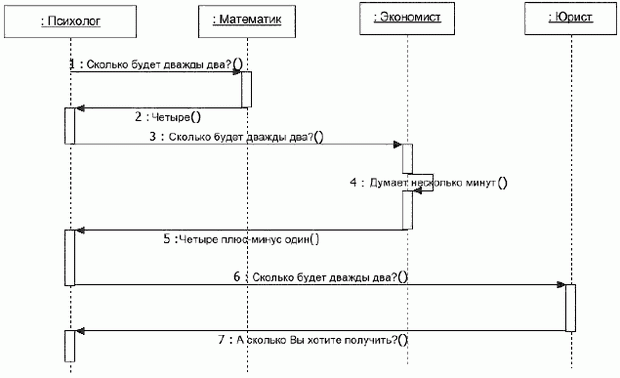 : Психолог
: Математик
: Экономист
: Юрист
1 : Сколько будет дважды два?()
2 : Четыре()
3 : Сколько будет дважды два?()
4 : Думает несколько минут()
5 :Четыре плюс-минус один()
6 : Сколько будет дважды два?()
7 : А сколько Вы хотите получить?()